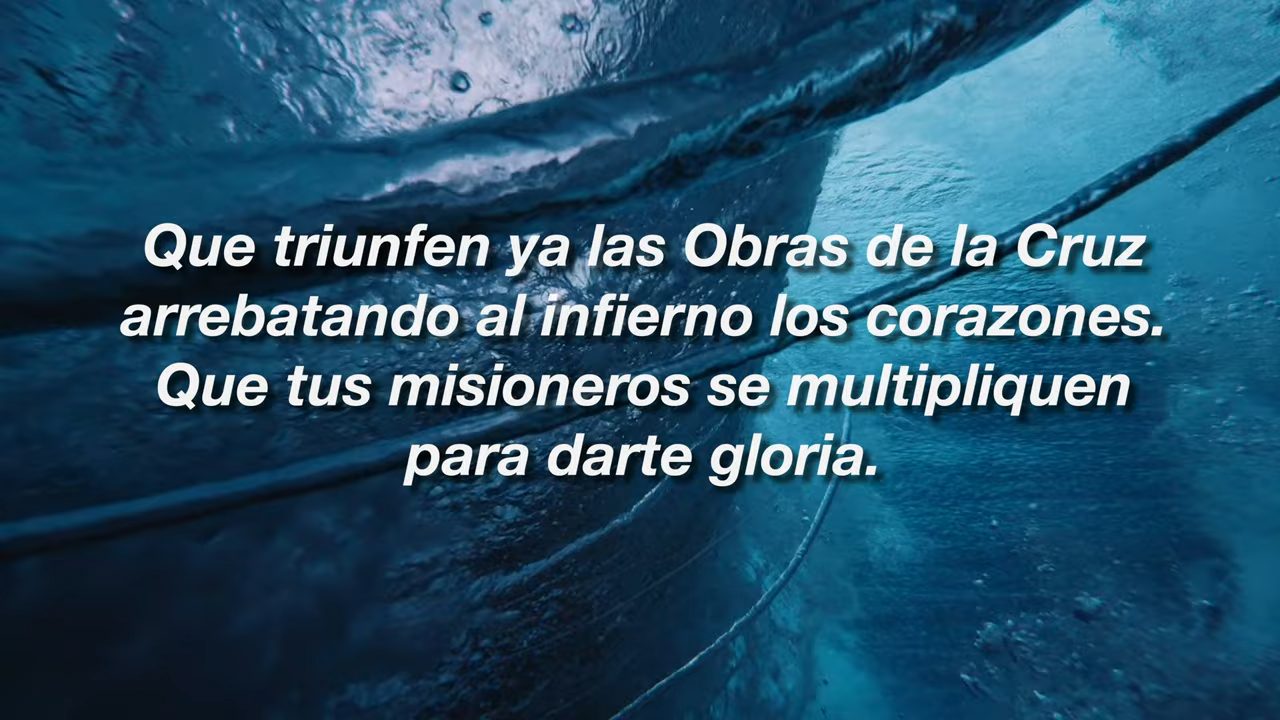 Que triunfen ya las Obras de la Cruz
arrebatando al infierno los corazones.
Que tus misioneros se multipliquen
para darte gloria.